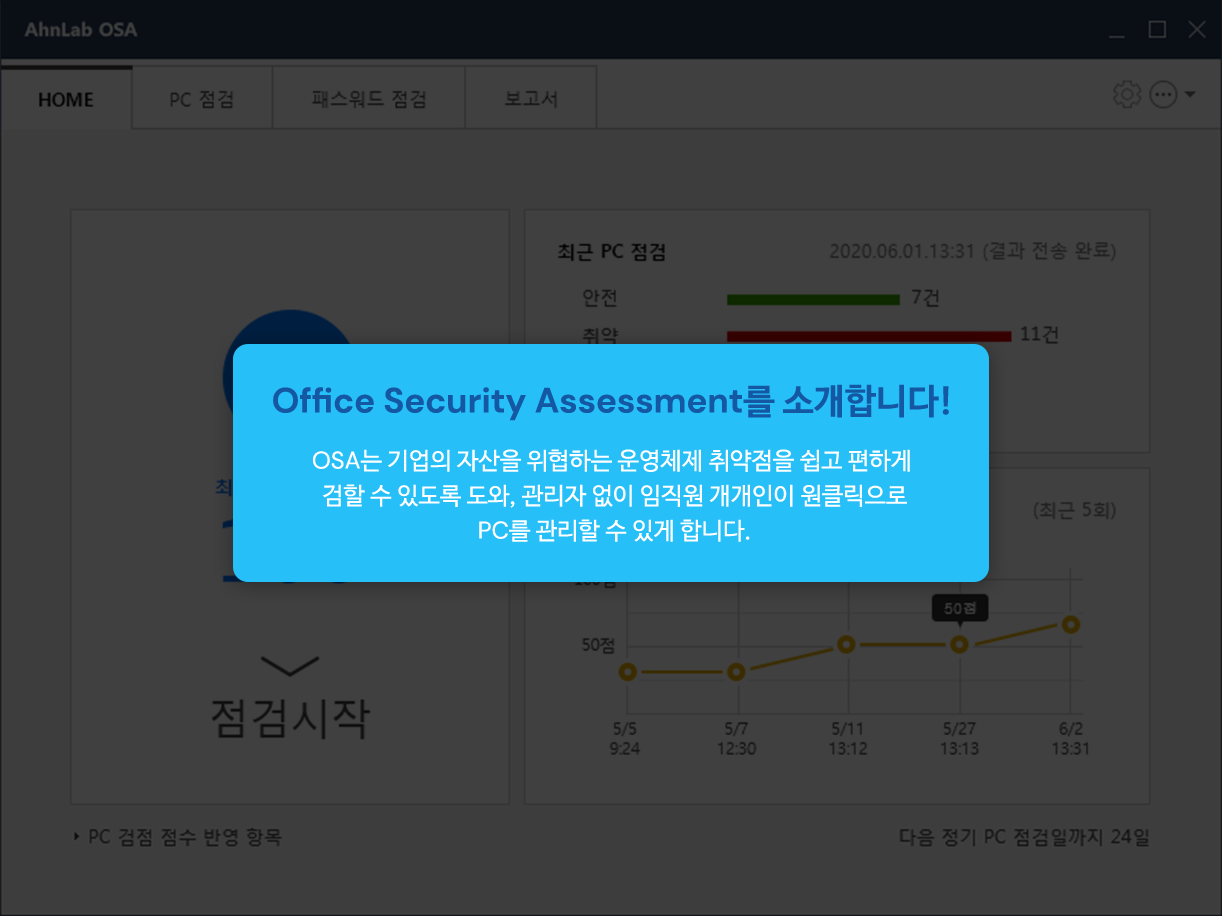 AhnLab OSA
HOME
PC 점검
패스워드 점검
보고서
최근 PC 점검
2020.06.01.13:31 (결과 전송 완료)
안전
7건
취약
11건
Office Security Assessment를 소개합니다!
OSA는 기업의 자산을 위협하는 운영체제 취약점을 쉽고 편하게
검할 수 있도록 도와, 관리자 없이 임직원 개개인이 원클릭으로
PC를 관리할 수 있게 합니다.
최
(최근 5회)
50점
50점
점검시작
5/5
9:24
5/7
12:30
5/11
13:12
5/27
13:13
6/2
13:31
PC 검점 점수 반영 항목
다음 정기 PC 점검일까지 24일